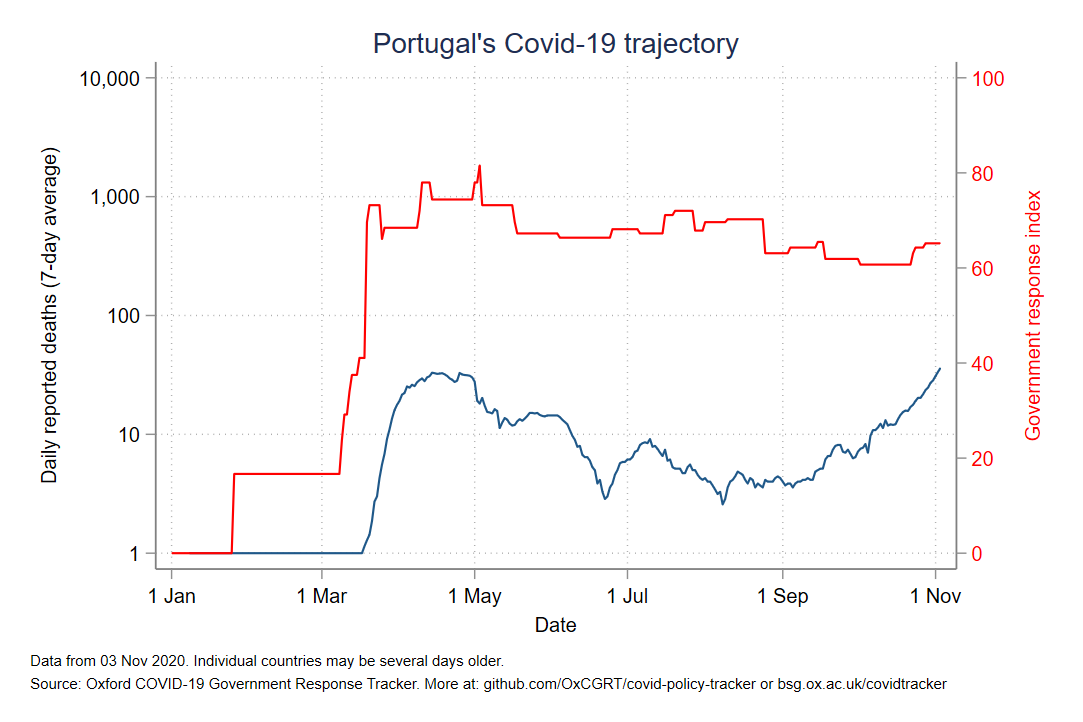 Portugal's Covid-19 trajectory
Daily reported deaths (7-day average)
10,000
1,000
100
10
1
100
80
60
40
20
0
Government response index
1 Jan 1 Mar 1 May 1 Jul 1 Sep 1 Nov
Date
Data from 03 Nov 2020. Individual countries may be several days older.
Source: Oxford COVID-19 Government Response Tracker. More at: github.com/OxCGRT/covid-policy-tracker or bsg.ox.ac.uk/covidtracker